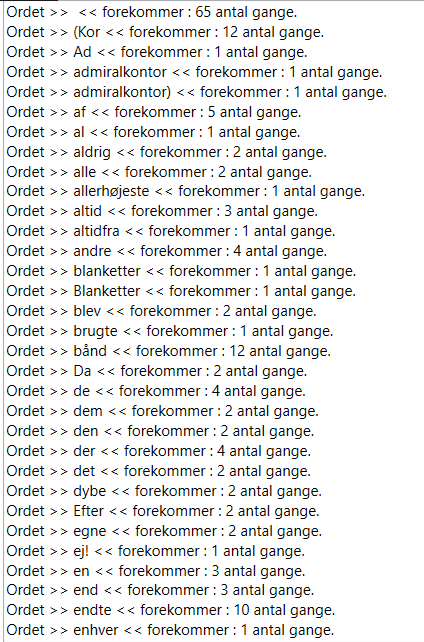 Ordet >>  << forekommer : 65 antal gange.
Ordet >> (Kor << forekommer : 12 antal gange.
Ordet >> Ad << forekommer : 1 antal gange.
Ordet >> admiralkontor << forekommer : 1 antal gange.
Ordet >> admiralkontor) << forekommer : 1 antal gange.
Ordet >> af << forekommer : 5 antal gange.
Ordet >> al << forekommer : 1 antal gange.
Ordet >> aldrig << forekommer : 2 antal gange.
Ordet >> alle << forekommer : 2 antal gange.
Ordet >> allerhøjeste << forekommer : 1 antal gange.
Ordet >> altid << forekommer : 3 antal gange.
Ordet >> altidfra << forekommer : 1 antal gange.
Ordet >> andre << forekommer : 4 antal gange.
Ordet >> blanketter << forekommer : 1 antal gange.
Ordet >> Blanketter << forekommer : 1 antal gange.
Ordet >> blev << forekommer : 2 antal gange.
Ordet >> brugte << forekommer : 1 antal gange.
Ordet >> bånd << forekommer : 12 antal gange.
Ordet >> Da << forekommer : 2 antal gange.
Ordet >> de << forekommer : 4 antal gange.
Ordet >> dem << forekommer : 2 antal gange.
Ordet >> den << forekommer : 2 antal gange.
Ordet >> der << forekommer : 4 antal gange.
Ordet >> det << forekommer : 2 antal gange.
Ordet >> dybe << forekommer : 2 antal gange.
Ordet >> Efter << forekommer : 2 antal gange.
Ordet >> egne << forekommer : 2 antal gange.
Ordet >> ej! << forekommer : 1 antal gange.
Ordet >> en << forekommer : 3 antal gange.
Ordet >> end << forekommer : 3 antal gange.
Ordet >> endte << forekommer : 10 antal gange.
Ordet >> enhver << forekommer : 1 antal gange.